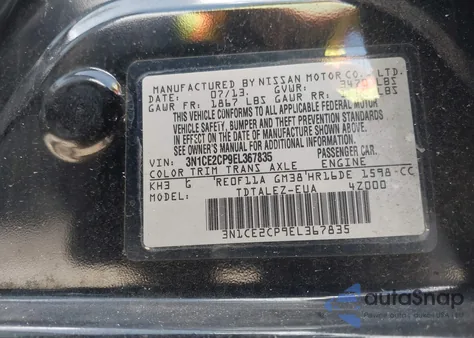 MANUFACTURED BY NISSAN MOTOR CO., LTD.
DATE: 07/13. GVWR: LBS
GAWR FR: 1867 LBS GAWR RR: LBS
THIS VEHICLE CONFORMS TO ALL APPLICABLE FEDERAL MOTOR
VEHICLE SAFETY, BUMPER AND THEFT PREVENTION STANDARDS
IN EFFECT ON THE DATE OF MANUFACTURE SHOWN ABOVE.
SEE OWNER'S MANUAL FOR ADDITIONAL INFORMATION.
VIN: 3N1CE2CP9EL367835 PASSENGER CAR.
COLOR TRIM TRANS AXLE ENGINE
KH3 G RE0F11A GM38 HR16DE 1598-CC
MODEL: TDTALEZ-EUA 4Z000
3N1CE2CP9EL367835
autoSnap